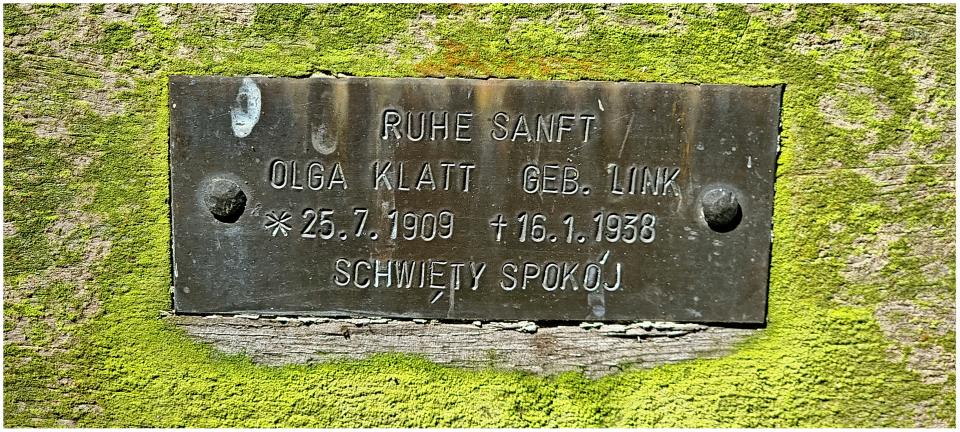 RUHE SANFT
OLGA KLATT GEB. LINK
* 25.7.1909 † 16.1.1938
SCHWIĘTY SPOKÓJ